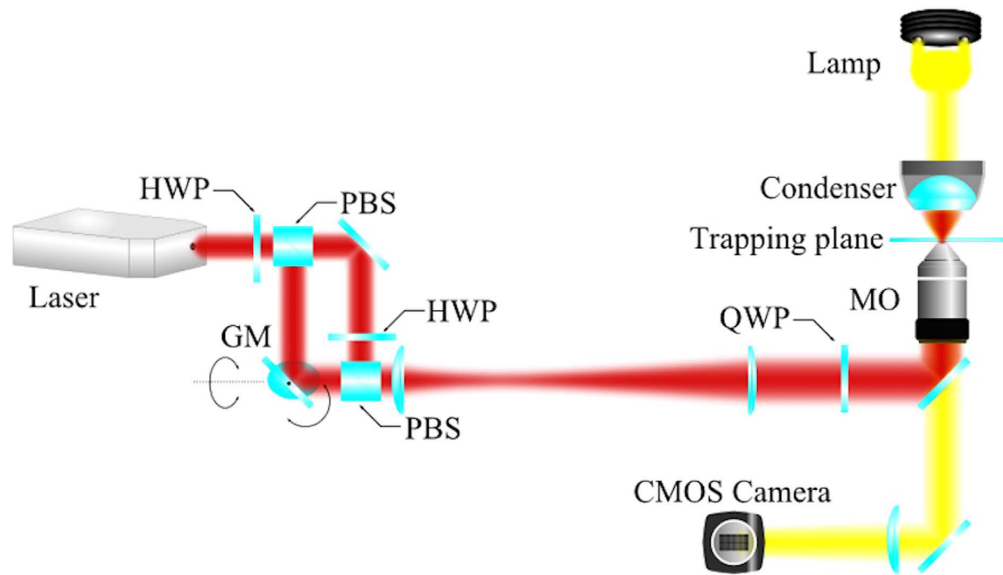 Lamp
HWP
PBS
Condenser
Trapping plane
Laser
HWP
MO
GM
QWP
PBS
CMOS Camera